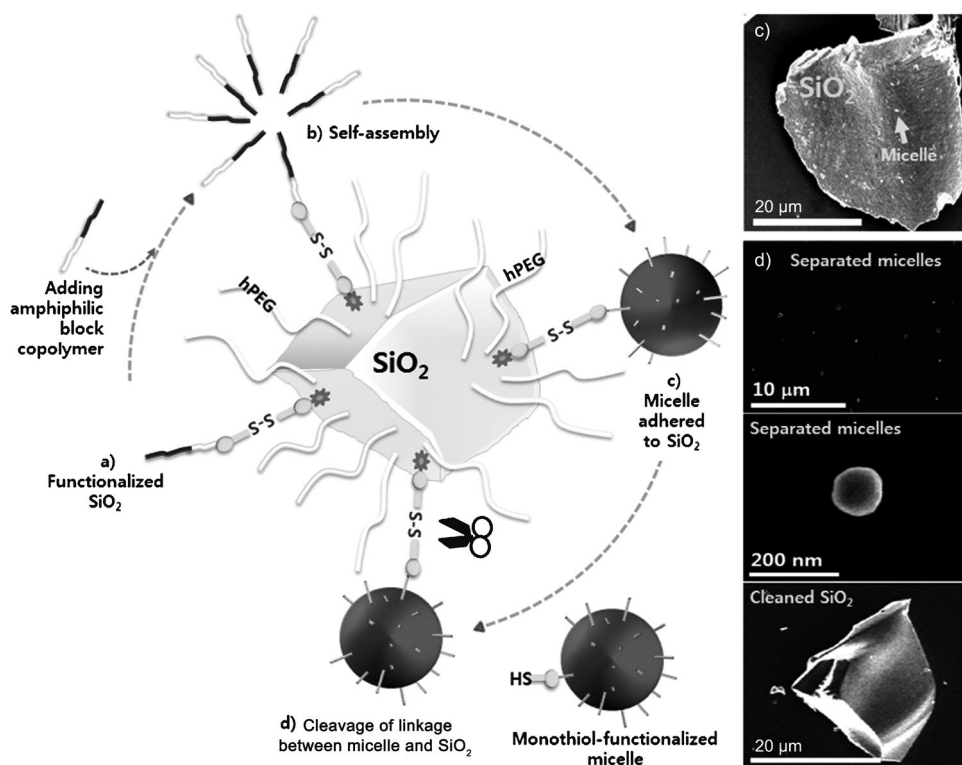 b) Self-assembly
S-S
Adding
amphiphilic
block
copolymer
hPEG
hPEG
SiO₂
S-S
S-S
a)
Functionalized
SiO₂
c)
Micelle
adhered
to SiO₂
S-S
d) Cleavage of linkage
between micelle and SiO₂
HS
Monothiol-functionalized
micelle
c)
SiO₂
Micelle
20 µm
d)
Separated micelles
10 µm
Separated micelles
200 nm
Cleaned SiO₂
20 µm